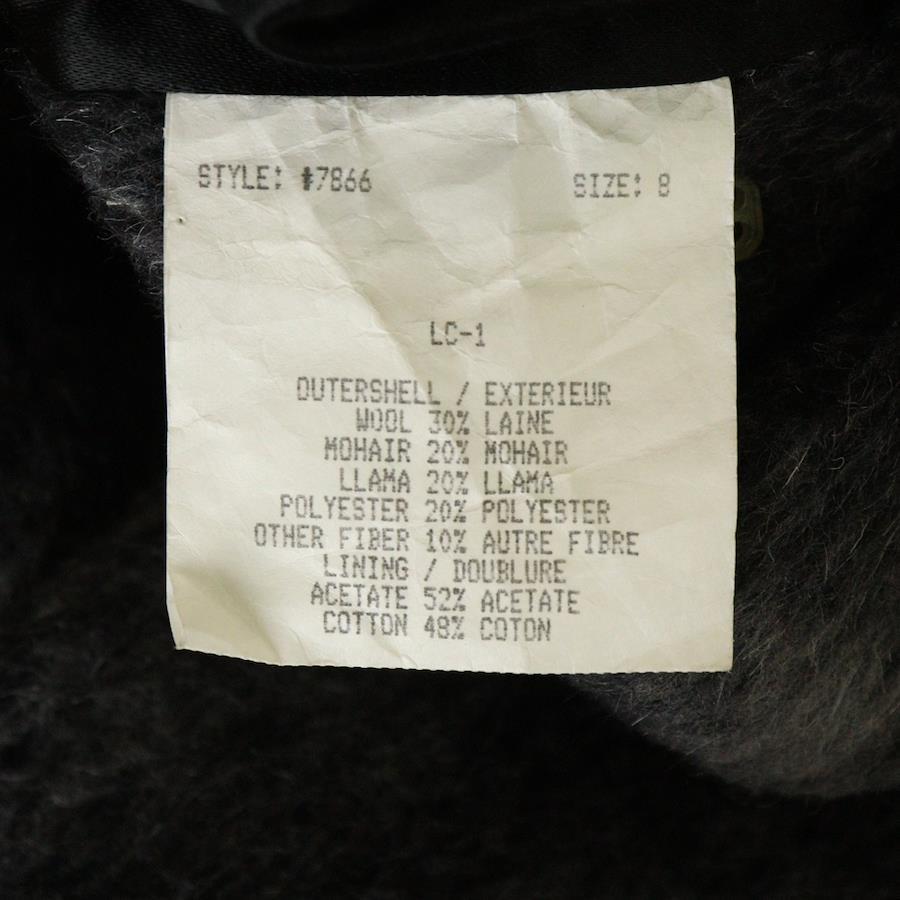 STYLE: #7866 SIZE: 8
LC-1
OUTERSHELL / EXTERIEUR
WOOL 30% LAINE
MOHAIR 20% MOHAIR
LLAMA 20% LLAMA
POLYESTER 20% POLYESTER
OTHER FIBER 10% AUTRE FIBRE
LINING / DOUBLURE
ACETATE 52% ACETATE
COTTON 48% COTON